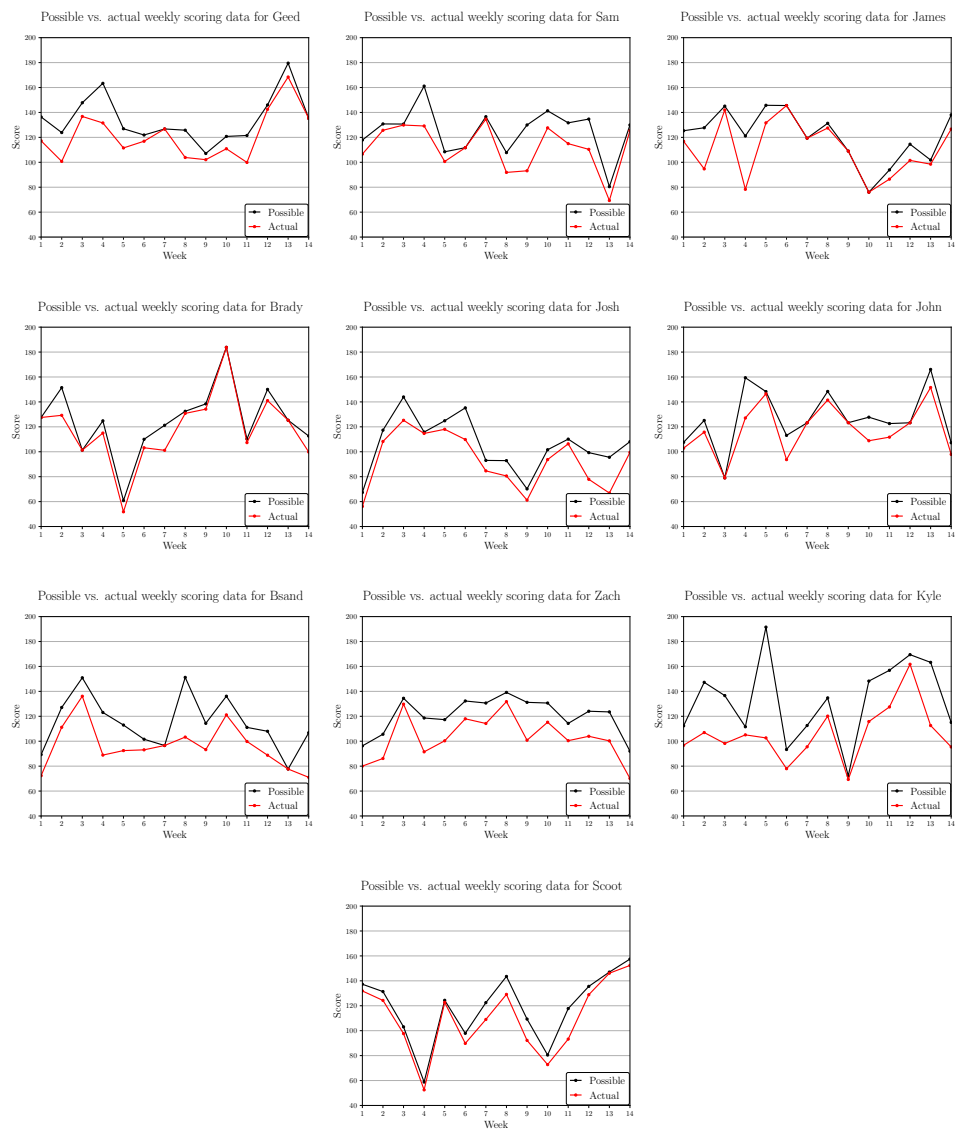 Possible vs. actual weekly scoring data for Geed
200
180
160
140
120
100
80
60
40
Score
1 2 3 4 5 6 7 8 9 10 11 12 13 14
Week
Possible
Actual
Possible vs. actual weekly scoring data for Sam
200
180
160
140
120
100
80
60
40
Score
1 2 3 4 5 6 7 8 9 10 11 12 13 14
Week
Possible
Actual
Possible vs. actual weekly scoring data for James
200
180
160
140
120
100
80
60
40
Score
1 2 3 4 5 6 7 8 9 10 11 12 13 14
Week
Possible
Actual
Possible vs. actual weekly scoring data for Brady
200
180
160
140
120
100
80
60
40
Score
1 2 3 4 5 6 7 8 9 10 11 12 13 14
Week
Possible
Actual
Possible vs. actual weekly scoring data for Josh
200
180
160
140
120
100
80
60
40
Score
1 2 3 4 5 6 7 8 9 10 11 12 13 14
Week
Possible
Actual
Possible vs. actual weekly scoring data for John
200
180
160
140
120
100
80
60
40
Score
1 2 3 4 5 6 7 8 9 10 11 12 13 14
Week
Possible
Actual
Possible vs. actual weekly scoring data for Bsand
200
180
160
140
120
100
80
60
40
Score
1 2 3 4 5 6 7 8 9 10 11 12 13 14
Week
Possible
Actual
Possible vs. actual weekly scoring data for Zach
200
180
160
140
120
100
80
60
40
Score
1 2 3 4 5 6 7 8 9 10 11 12 13 14
Week
Possible
Actual
Possible vs. actual weekly scoring data for Kyle
200
180
160
140
120
100
80
60
40
Score
1 2 3 4 5 6 7 8 9 10 11 12 13 14
Week
Possible
Actual
Possible vs. actual weekly scoring data for Scoot
200
180
160
140
120
100
80
60
40
Score
1 2 3 4 5 6 7 8 9 10 11 12 13 14
Week
Possible
Actual